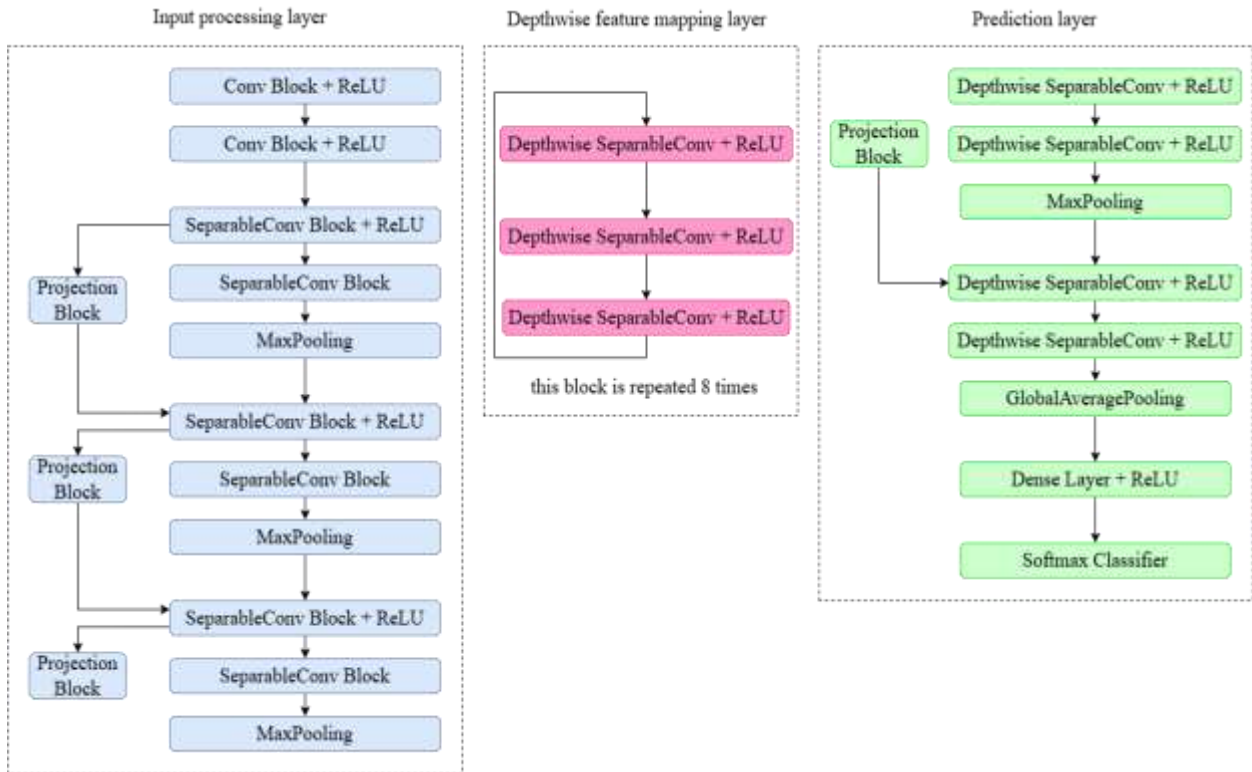 Input processing layer
Conv Block + ReLU
Conv Block + ReLU
SeparableConv Block + ReLU
Projection
Block
SeparableConv Block
MaxPooling
SeparableConv Block + ReLU
Projection
Block
SeparableConv Block
MaxPooling
SeparableConv Block + ReLU
Projection
Block
SeparableConv Block
MaxPooling
Depthwise feature mapping layer
Depthwise SeparableConv + ReLU
Depthwise SeparableConv + ReLU
Depthwise SeparableConv + ReLU
this block is repeated 8 times
Prediction layer
Depthwise SeparableConv + ReLU
Projection
Block
Depthwise SeparableConv + ReLU
MaxPooling
Depthwise SeparableConv + ReLU
Depthwise SeparableConv + ReLU
GlobalAveragePooling
Dense Layer + ReLU
Softmax Classifier